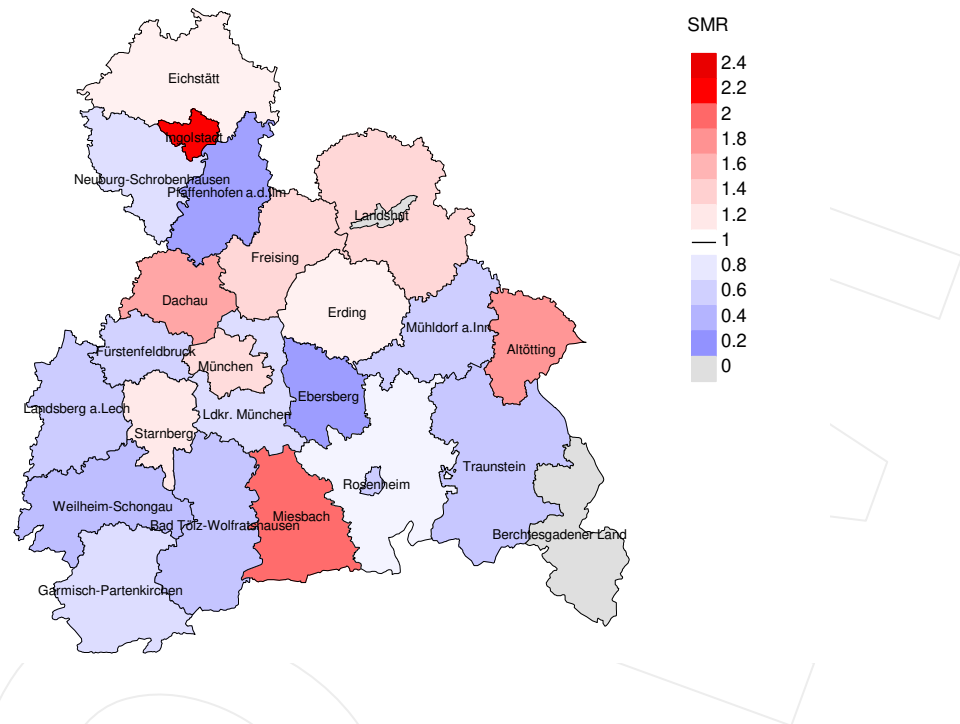 SMR
2.4
2.2
2
1.8
1.6
1.4
1.2
1
0.8
0.6
0.4
0.2
0
Eichstätt
Ingolstadt
Neuburg-Schrobenhausen
Pfaffenhofen a.d.Ilm
Landshut
Freising
Dachau
Erding
Mühldorf a.Inn
Altötting
Fürstenfeldbruck
München
Ebersberg
Landsberg a.Lech
Ldkr. München
Starnberg
Traunstein
Rosenheim
Weilheim-Schongau
Miesbach
Bad Tölz-Wolfratshausen
Berchtesgadener Land
Garmisch-Partenkirchen